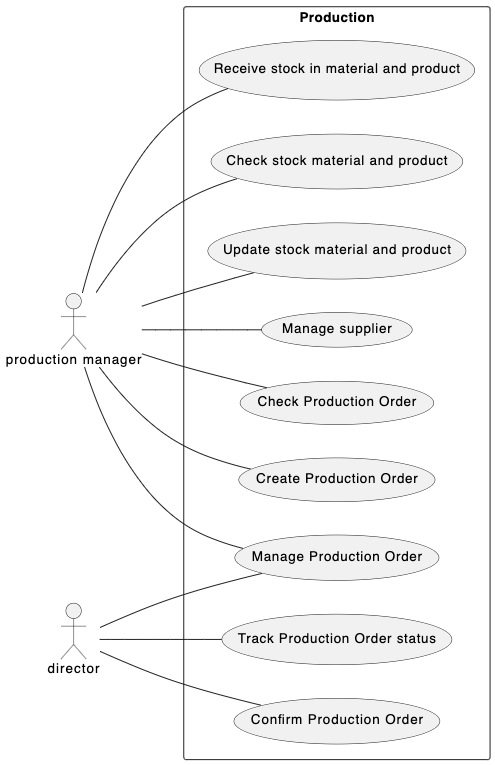 Production
Receive stock in material and product
Check stock material and product
Update stock material and product
Manage supplier
production manager
Check Production Order
Create Production Order
Manage Production Order
Track Production Order status
director
Confirm Production Order